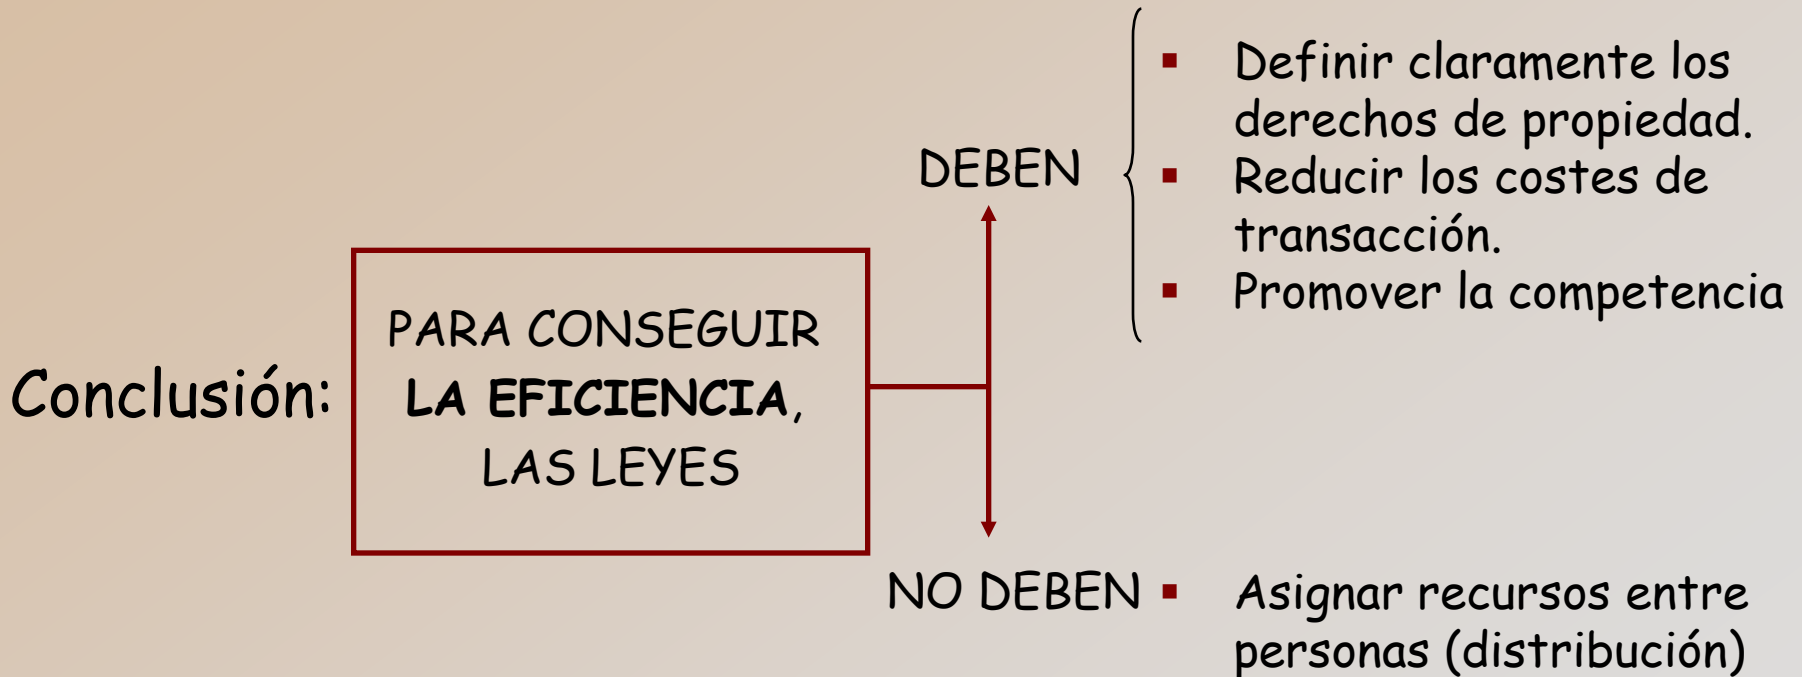 Conclusión:
PARA CONSEGUIR
LA EFICIENCIA,
LAS LEYES
DEBEN
▪ Definir claramente los
derechos de propiedad.
▪ Reducir los costes de
transacción.
▪ Promover la competencia
NO DEBEN
▪ Asignar recursos entre
personas (distribución)